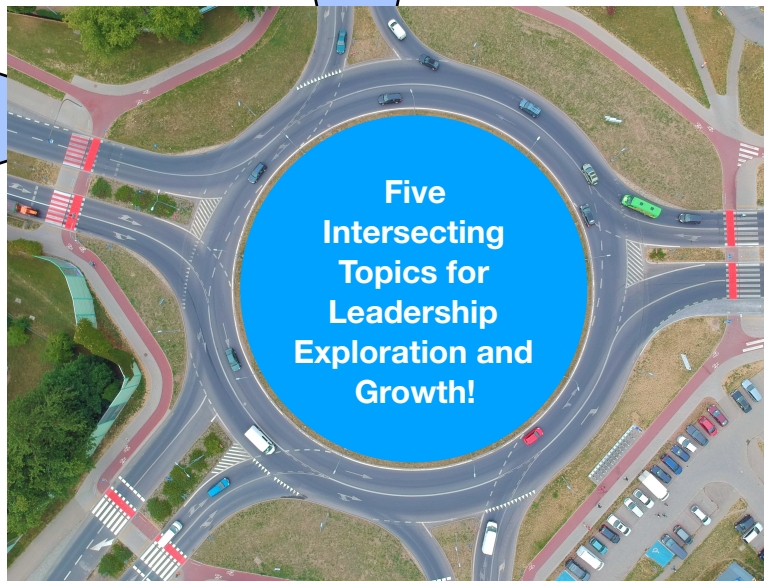 Five
Intersecting
Topics for
Leadership
Exploration and
Growth!